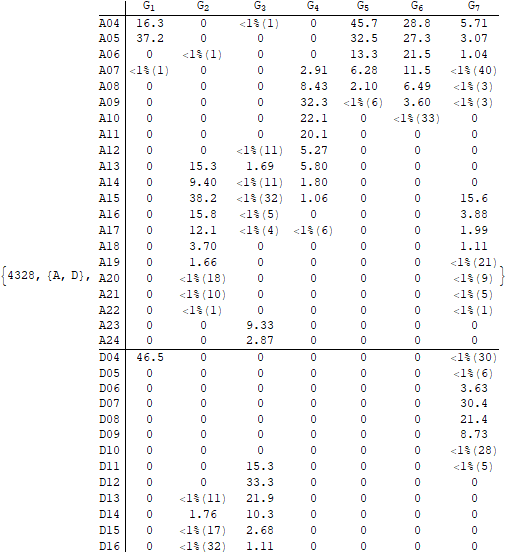 G₁ G₂ G₃ G₄ G₅ G₆ G₇
A04 16.3 0 <1%(1) 0 45.7 28.8 5.71
A05 37.2 0 0 0 32.5 27.3 3.07
A06 0 <1%(1) 0 0 13.3 21.5 1.04
A07 <1%(1) 0 0 2.91 6.28 11.5 <1%(40)
A08 0 0 0 8.43 2.10 6.49 <1%(3)
A09 0 0 0 32.3 <1%(6) 3.60 <1%(3)
A10 0 0 0 22.1 0 <1%(33) 0
A11 0 0 0 20.1 0 0 0
A12 0 0 <1%(11) 5.27 0 0 0
A13 0 15.3 1.69 5.80 0 0 0
A14 0 9.40 <1%(11) 1.80 0 0 0
A15 0 38.2 <1%(32) 1.06 0 0 15.6
A16 0 15.8 <1%(5) 0 0 0 3.88
A17 0 12.1 <1%(4) <1%(6) 0 0 1.99
A18 0 3.70 0 0 0 0 1.11
A19 0 1.66 0 0 0 0 <1%(21)
{4328, {A, D}, A20 0 <1%(18) 0 0 0 0 <1%(9) }
A21 0 <1%(10) 0 0 0 0 <1%(5)
A22 0 <1%(1) 0 0 0 0 <1%(1)
A23 0 0 9.33 0 0 0 0
A24 0 0 2.87 0 0 0 0
D04 46.5 0 0 0 0 0 <1%(30)
D05 0 0 0 0 0 0 <1%(6)
D06 0 0 0 0 0 0 3.63
D07 0 0 0 0 0 0 30.4
D08 0 0 0 0 0 0 21.4
D09 0 0 0 0 0 0 8.73
D10 0 0 0 0 0 0 <1%(28)
D11 0 0 15.3 0 0 0 <1%(5)
D12 0 0 33.3 0 0 0 0
D13 0 <1%(11) 21.9 0 0 0 0
D14 0 1.76 10.3 0 0 0 0
D15 0 <1%(17) 2.68 0 0 0 0
D16 0 <1%(32) 1.11 0 0 0 0